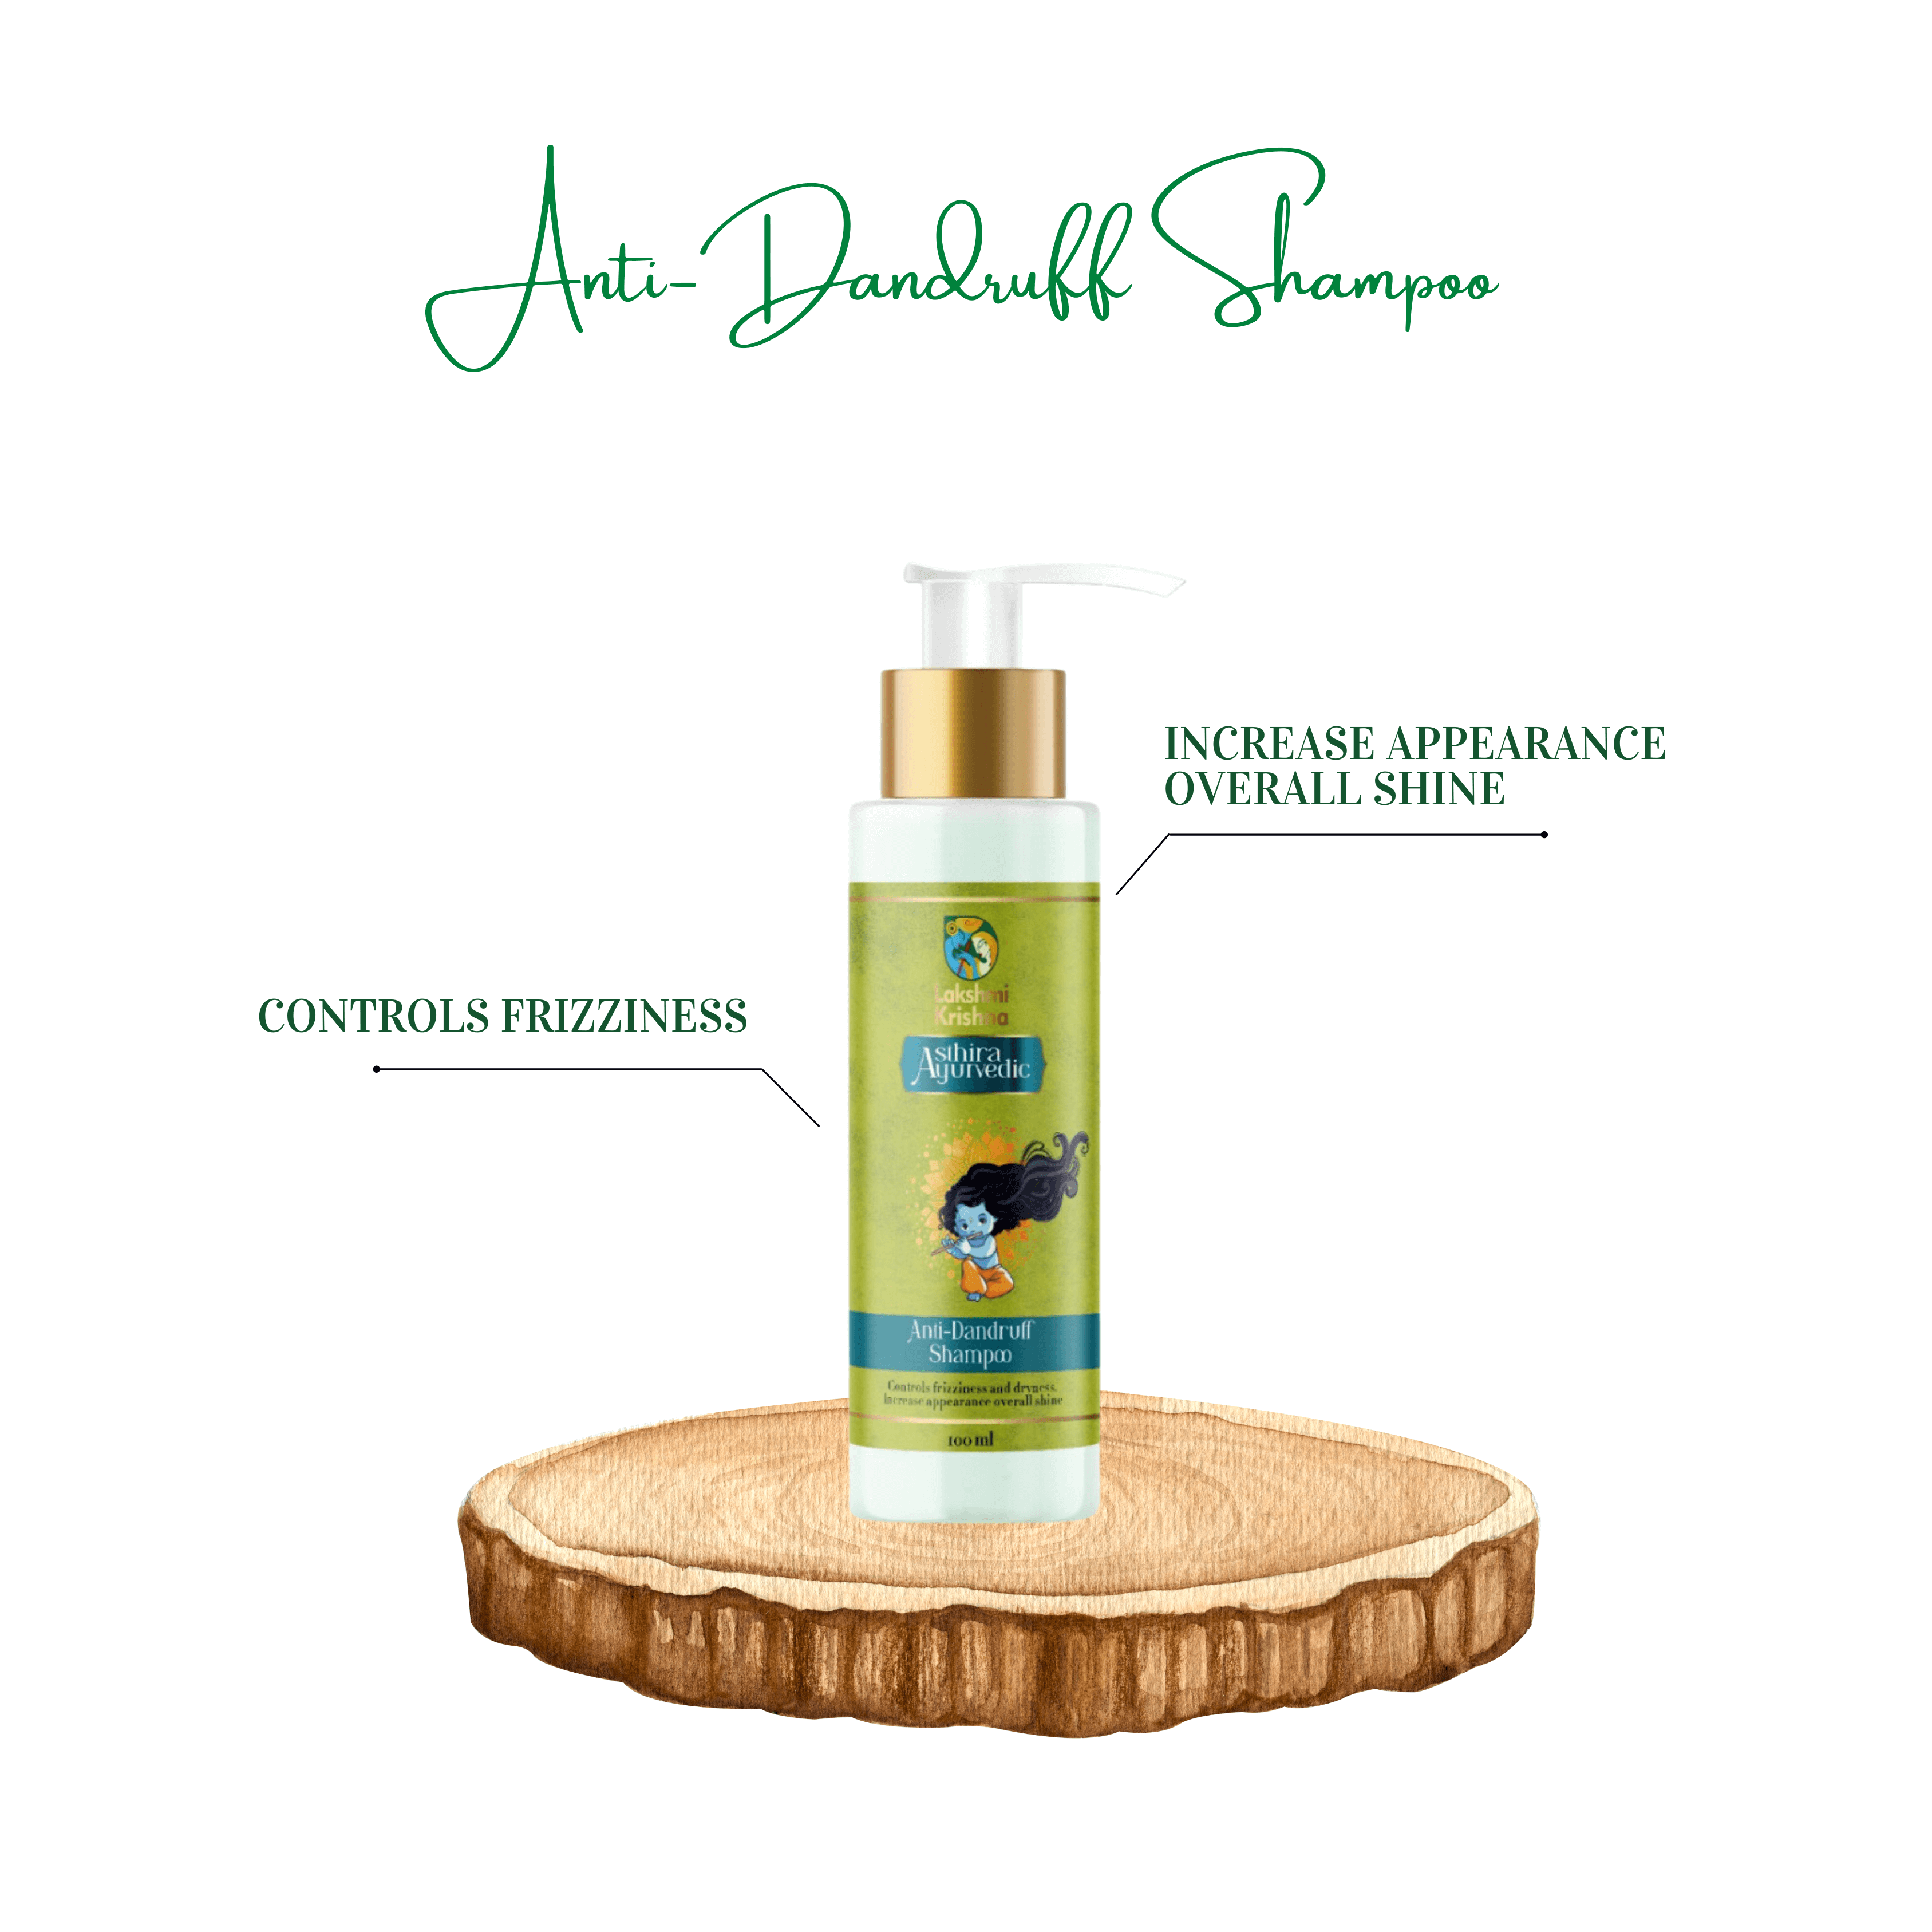 Anti-Dandruff Shampoo
INCREASE APPEARANCE
OVERALL SHINE
CONTROLS FRIZZINESS
Lakshmi
Krishna
Asthira
Ayurvedic
Anti-Dandruff
Shampoo
Controls frizziness and dryness.
Increase appearance overall shine
100 ml